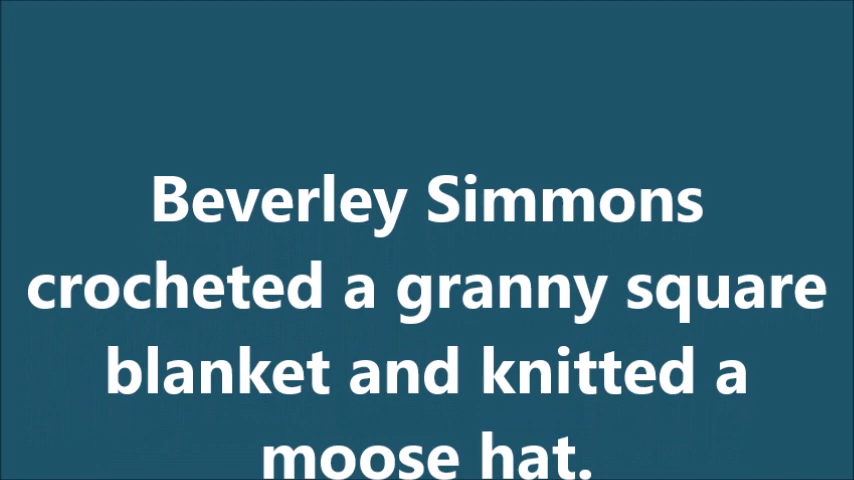 Beverley Simmons
crocheted a granny square
blanket and knitted a
moose hat.